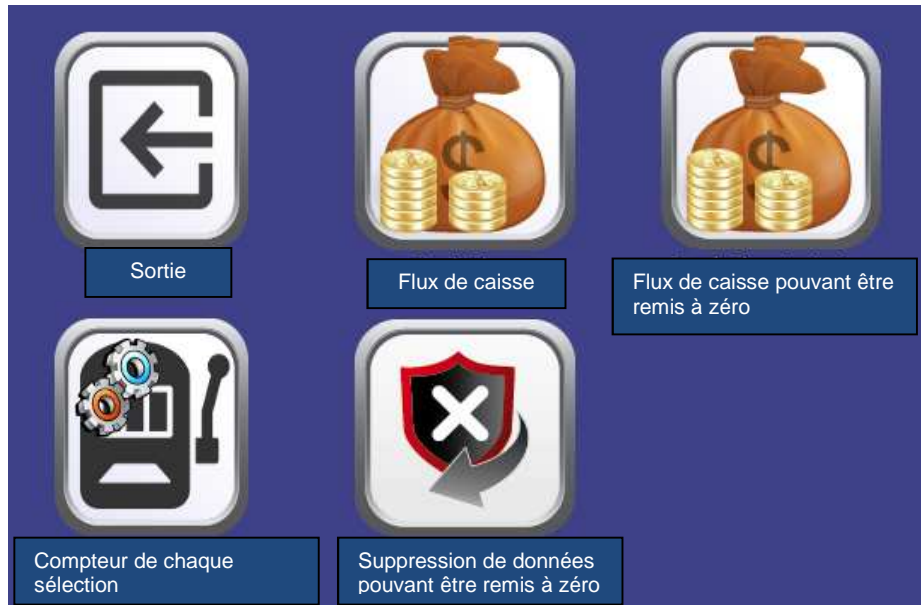 Sortie
Flux de caisse
Flux de caisse pouvant être
remis à zéro
Compteur de chaque
sélection
Suppression de données
pouvant être remis à zéro